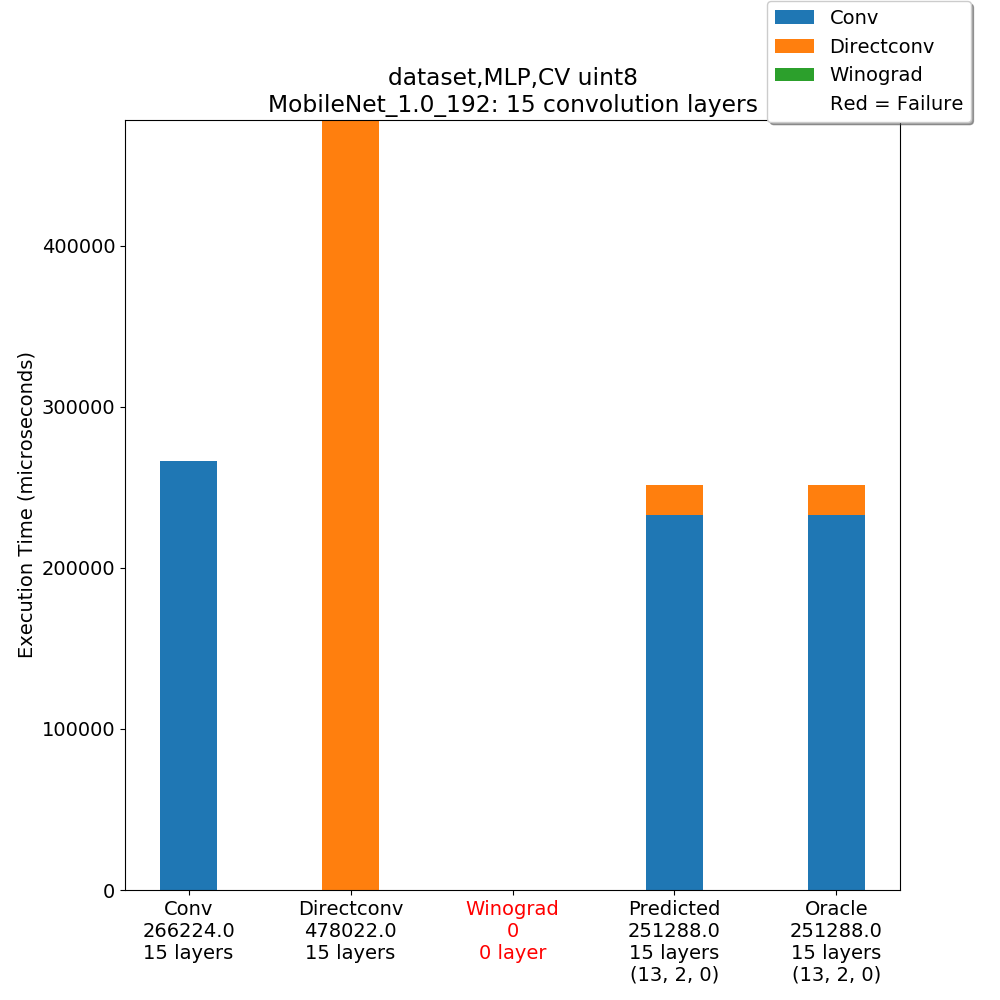 Conv
Directconv
Winograd
Red = Failure
dataset,MLP,CV uint8
MobileNet_1.0_192: 15 convolution layers
Execution Time (microseconds)
400000
300000
200000
100000
0
Conv
266224.0
15 layers
Directconv
478022.0
15 layers
Winograd
0
0 layer
Predicted
251288.0
15 layers
(13, 2, 0)
Oracle
251288.0
15 layers
(13, 2, 0)